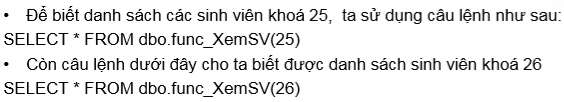 • Để biết danh sách các sinh viên khoá 25, ta sử dụng câu lệnh như sau:
SELECT * FROM dbo.func_XemSV(25)
• Còn câu lệnh dưới đây cho ta biết được danh sách sinh viên khoá 26
SELECT * FROM dbo.func_XemSV(26)